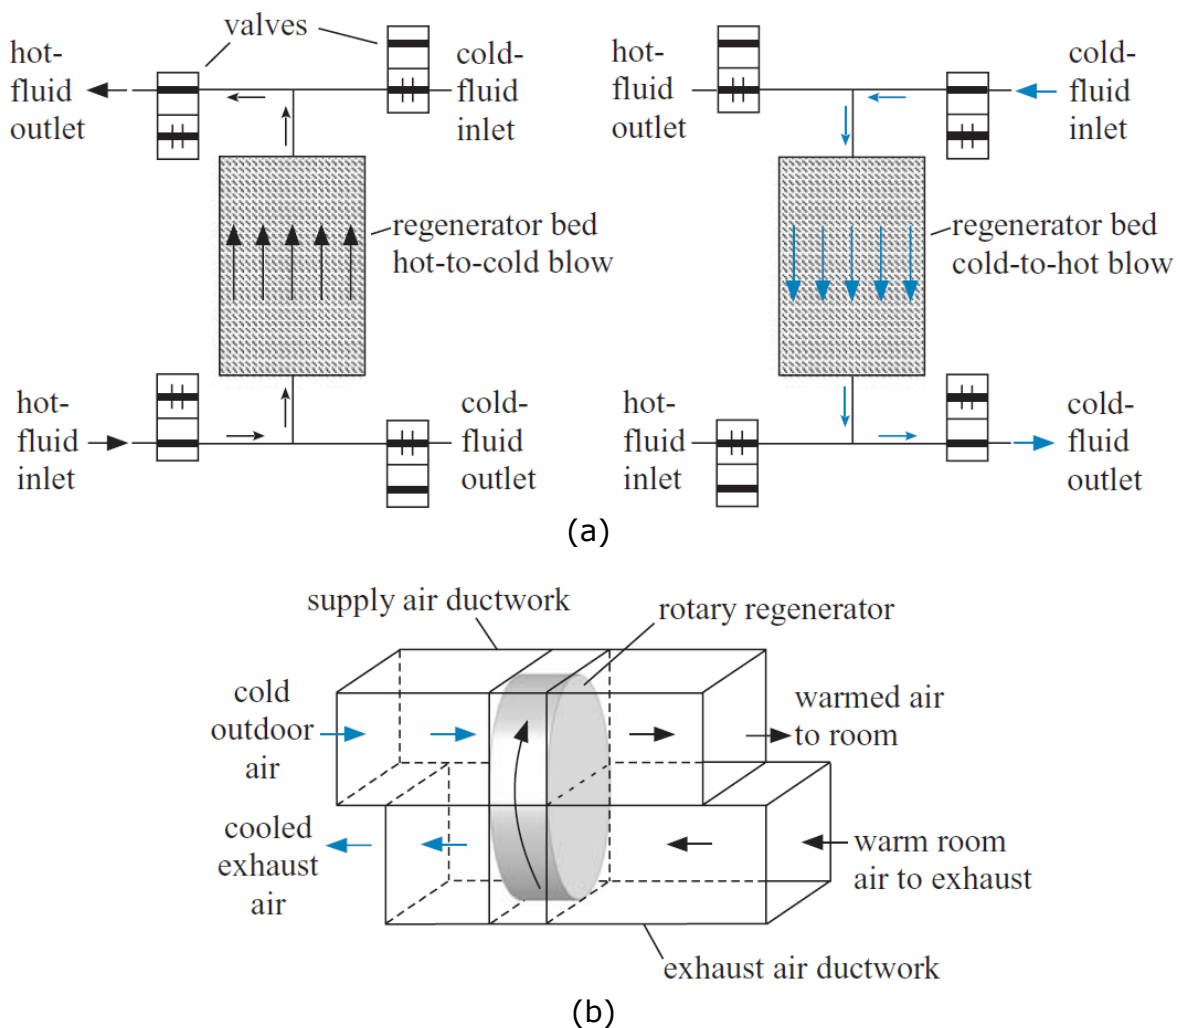 valves
hot-
fluid
outlet
cold-
fluid
inlet
regenerator bed
hot-to-cold blow
hot-
fluid
inlet
cold-
fluid
outlet
hot-
fluid
outlet
cold-
fluid
inlet
regenerator bed
cold-to-hot blow
hot-
fluid
inlet
cold-
fluid
outlet
(a)
supply air ductwork
rotary regenerator
cold
outdoor
air
warmed air
to room
cooled
exhaust
air
warm room
air to exhaust
exhaust air ductwork
(b)